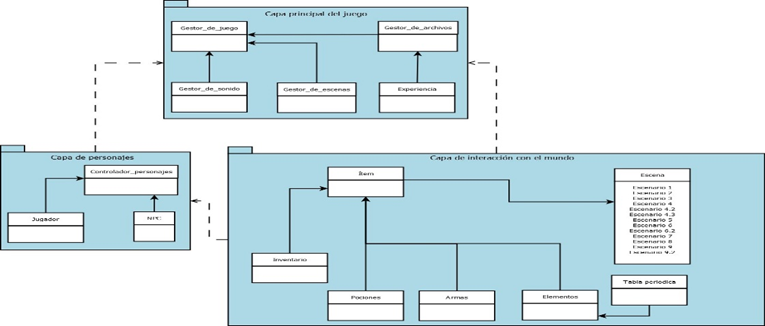 Capa principal del juego
Gestor_de_juego
Gestor_de_archivos
Gestor_de_sonido
Gestor_de_escenas
Experiencia
Capa de personajes
Controlador_personajes
Jugador
NPC
Capa de interacción con el mundo
Ítem
Escena
Escenario 1
Escenario 2
Escenario 3
Escenario 4
Escenario 4.2
Escenario 4.3
Escenario 5
Escenario 6
Escenario 6.2
Escenario 7
Escenario 8
Escenario 9
Escenario 9.2
Inventario
Tabla periodica
Pociones
Armas
Elementos